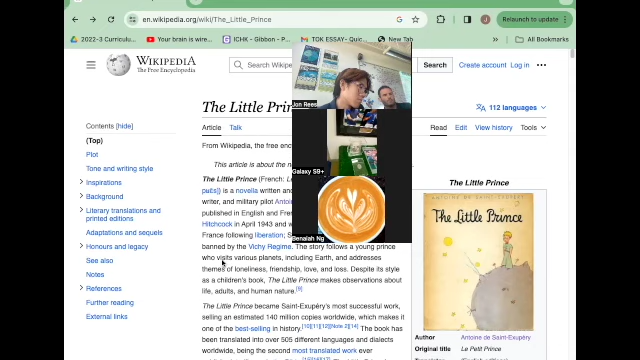 en.wikipedia.org/wiki/The_Little_Prince
Relaunch to update
2022-3 Curriculu...
Your brain is wire...
ICHK - Gibbon - P...
TOK ESSAY- Quic...
New Tab
All Bookmarks
WIKIPEDIA
The Free Encyclopedia
Search Wikipe
Search
Create account
Log in
The Little Prin
112 languages
Article
Talk
Read
Edit
View history
Tools
Contents [hide]
(Top)
Plot
Tone and writing style
Inspirations
Background
Literary translations and
printed editions
Adaptations and sequels
Honours and legacy
See also
Notes
References
Further reading
External links
From Wikipedia, the free enc
This article is about the n
The Little Prince (French: L
is a novella written an
writer, and military pilot Antoin
published in English and Fren
Hitchcock in April 1943 and w
France following liberation; S
banned by the Vichy Regime. The story follows a young prince
who visits various planets, including Earth, and addresses
themes of loneliness, friendship, love, and loss. Despite its style
as a children's book, The Little Prince makes observations about
life, adults, and human nature.
The Little Prince became Saint-Exupéry's most successful work,
selling an estimated 140 million copies worldwide, which makes it
one of the best-selling in history. The book has
been translated into over 505 different languages and dialects
worldwide, being the second most translated work ever
Jon Rees
Galaxy S9+
Benaiah Ng
The Little Prince
ANTOINE DE SAINT-EXUPÉRY
The Little Prince
Author
Antoine de Saint-Exupéry
Original title
Le Petit Prince